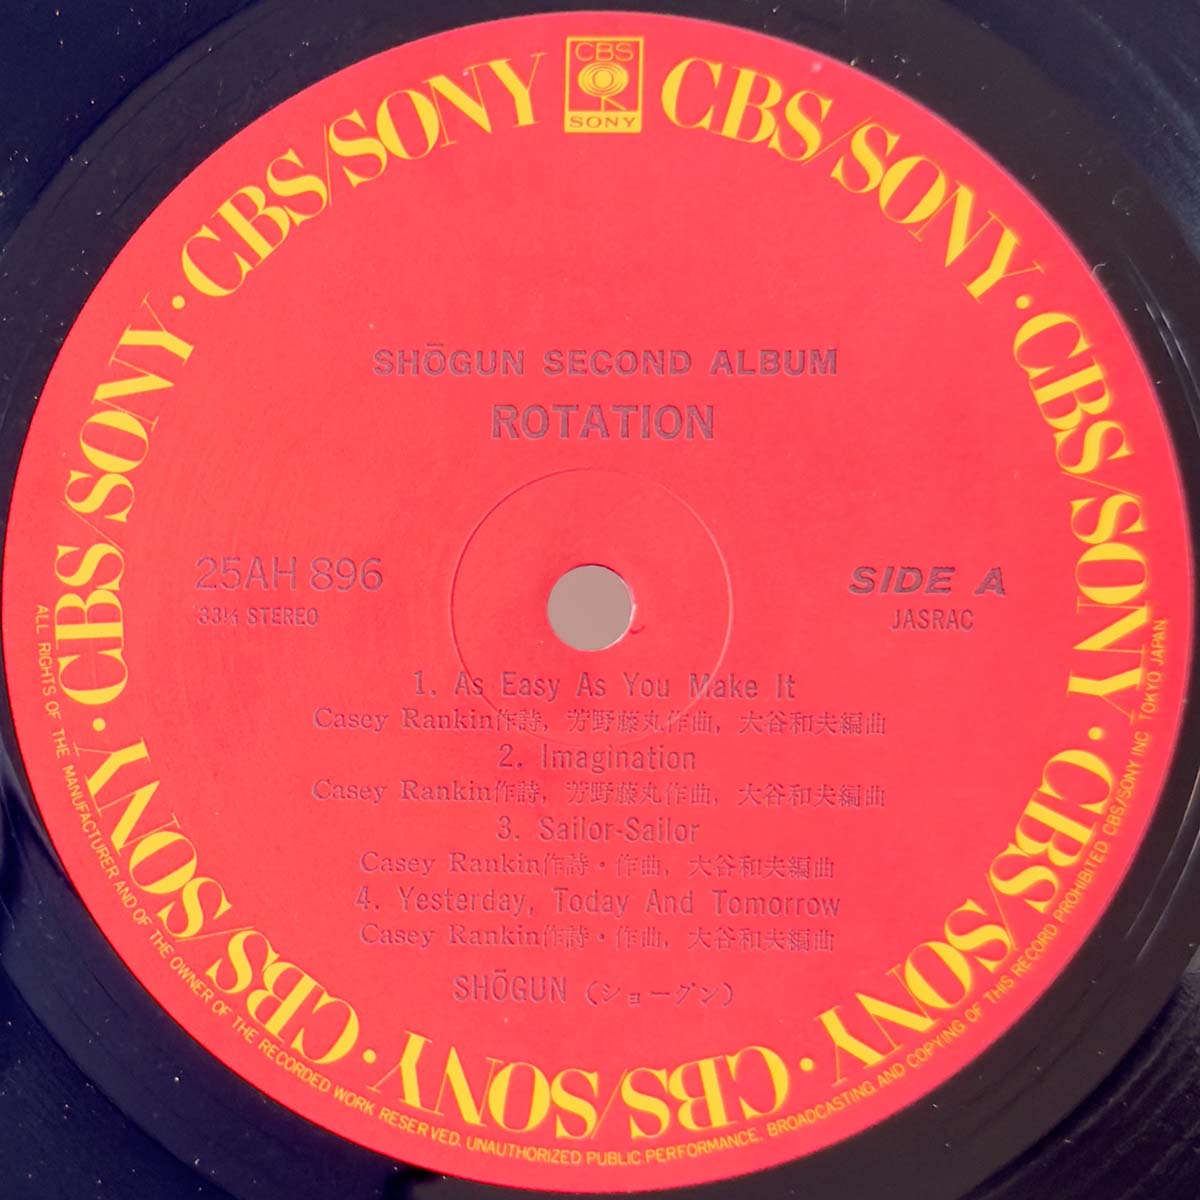 CBS
SONY
CBS/SONY · CBS/SONY · CBS/SONY · CBS/SONY · CBS/SONY · CBS/SONY · CBS/SONY
SHŌGUN SECOND ALBUM
ROTATION
25AH 896
33⅓ STEREO
SIDE A
JASRAC
1. As Easy As You Make It
Casey Rankin作詩, 芳野藤丸作曲, 大谷和夫編曲
2. Imagination
Casey Rankin作詩, 芳野藤丸作曲, 大谷和夫編曲
3. Sailor-Sailor
Casey Rankin作詩・作曲, 大谷和夫編曲
4. Yesterday, Today And Tomorrow
Casey Rankin作詩・作曲, 大谷和夫編曲
SHŌGUN (ショーグン)
ALL RIGHTS OF THE MANUFACTURER AND OF THE OWNER OF THE RECORDED WORK RESERVED. UNAUTHORIZED PUBLIC PERFORMANCE. BROADCASTING AND COPYING OF THIS RECORD PROHIBITED CBS/SONY INC TOKYO JAPAN